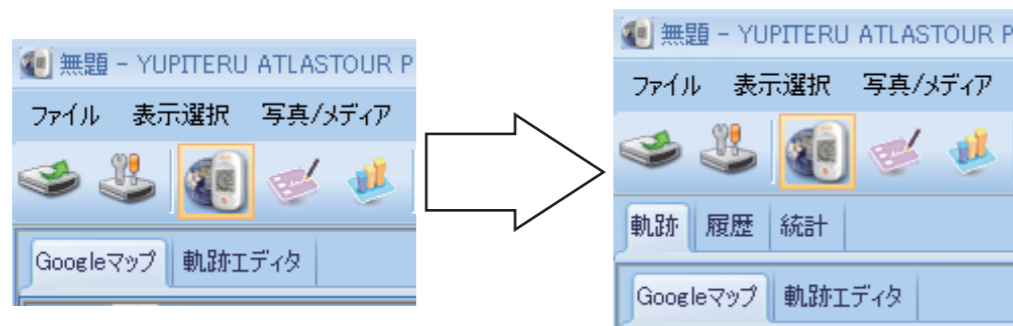 無題 - YUPITERU ATLASTOUR P
ファイル 表示選択 写真/メディア
Googleマップ 軌跡エディタ
無題 - YUPITERU ATLASTOUR P
ファイル 表示選択 写真/メディア
軌跡 履歴 統計
Googleマップ 軌跡エディタ